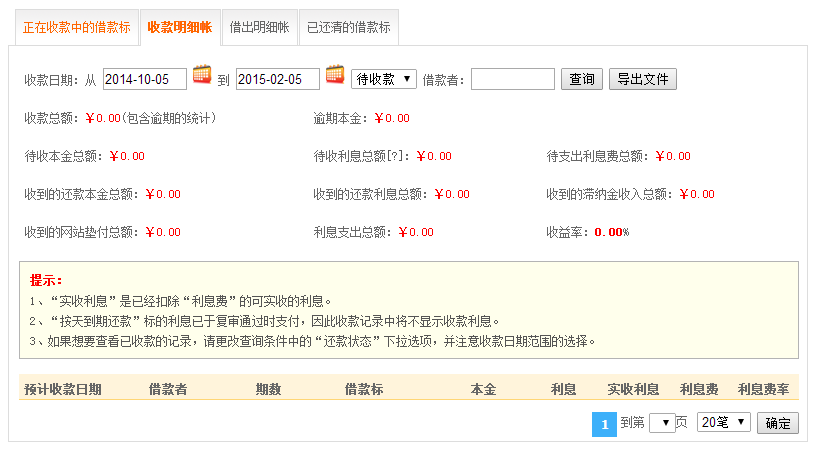 正在收款中的借款标 收款明细帐 借出明细帐 已还清的借款标
收款日期：从 2014-10-05 到 2015-02-05 待收款 借款者： 查询 导出文件
收款总额：￥0.00(包含逾期的统计) 逾期本金：￥0.00
待收本金总额：￥0.00 待收利息总额[?]：￥0.00 待支出利息费总额：￥0.00
收到的还款本金总额：￥0.00 收到的还款利息总额：￥0.00 收到的滞纳金收入总额：￥0.00
收到的网站垫付总额：￥0.00 利息支出总额：￥0.00 收益率：0.00%
提示：
1、“实收利息”是已经扣除“利息费”的可实收的利息。
2、“按天到期还款”标的利息已于复审通过时支付，因此收款记录中将不显示收款利息。
3、如果想要查看已收款的记录，请更改查询条件中的“还款状态”下拉选项，并注意收款日期范围的选择。
预计收款日期 借款者 期数 借款标 本金 利息 实收利息 利息费 利息费率
1 到第 页 20笔 确定